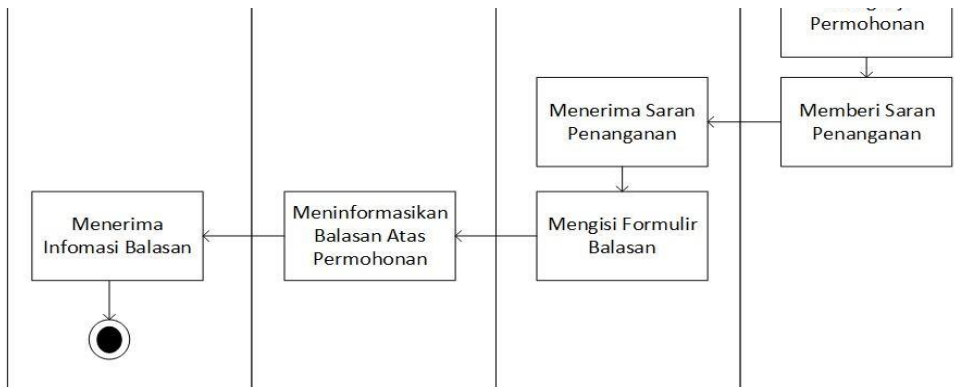 Permohonan
Menerima Saran
Penanganan
Memberi Saran
Penanganan
Menerima
Infomasi Balasan
Meninformasikan
Balasan Atas
Permohonan
Mengisi Formulir
Balasan